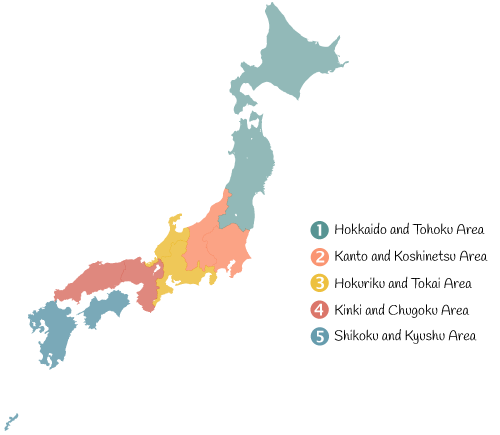 1 Hokkaido and Tohoku Area
2 Kanto and Koshinetsu Area
3 Hokuriku and Tokai Area
4 Kinki and Chugoku Area
5 Shikoku and Kyushu Area